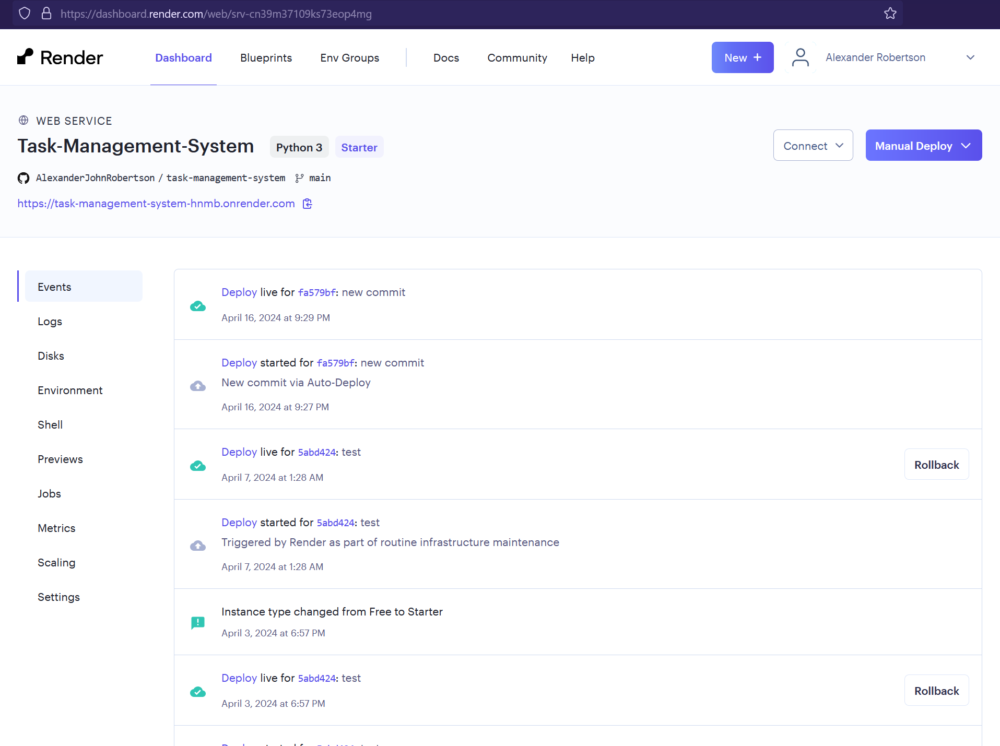 https://dashboard.render.com/web/srv-cn39m37109ks73eop4mg
Render
Dashboard
Blueprints
Env Groups
Docs
Community
Help
New +
Alexander Robertson
WEB SERVICE
Task-Management-System
Python 3
Starter
Connect
Manual Deploy
AlexanderJohnRobertson / task-management-system
main
https://task-management-system-hnmb.onrender.com
Events
Logs
Disks
Environment
Shell
Previews
Jobs
Metrics
Scaling
Settings
Deploy live for fa579bf: new commit
April 16, 2024 at 9:29 PM
Deploy started for fa579bf: new commit
New commit via Auto-Deploy
April 16, 2024 at 9:27 PM
Deploy live for 5abd424: test
April 7, 2024 at 1:28 AM
Rollback
Deploy started for 5abd424: test
Triggered by Render as part of routine infrastructure maintenance
April 7, 2024 at 1:28 AM
Instance type changed from Free to Starter
April 3, 2024 at 6:57 PM
Deploy live for 5abd424: test
April 3, 2024 at 6:57 PM
Rollback